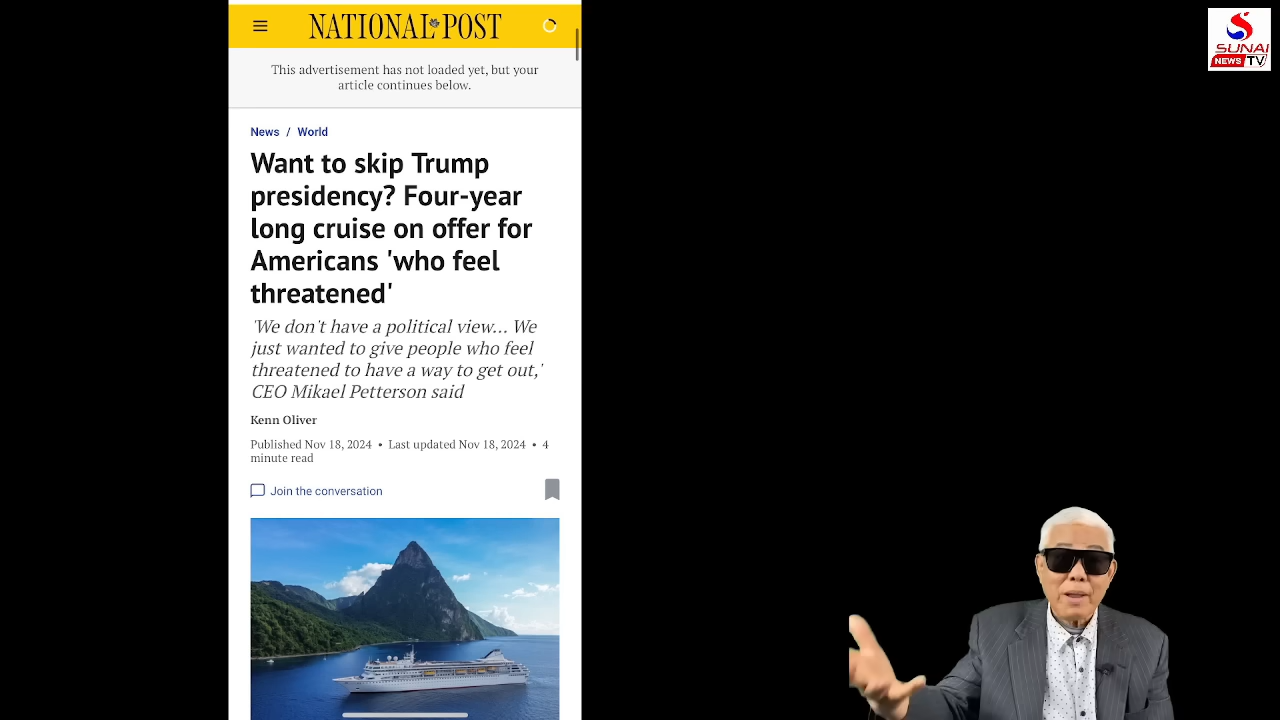 NATIONAL POST
This advertisement has not loaded yet, but your
article continues below.
News / World
Want to skip Trump
presidency? Four-year
long cruise on offer for
Americans 'who feel
threatened'
'We don't have a political view... We
just wanted to give people who feel
threatened to have a way to get out,'
CEO Mikael Petterson said
Kenn Oliver
Published Nov 18, 2024 • Last updated Nov 18, 2024 • 4
minute read
Join the conversation
SUNAI
NEWS TV